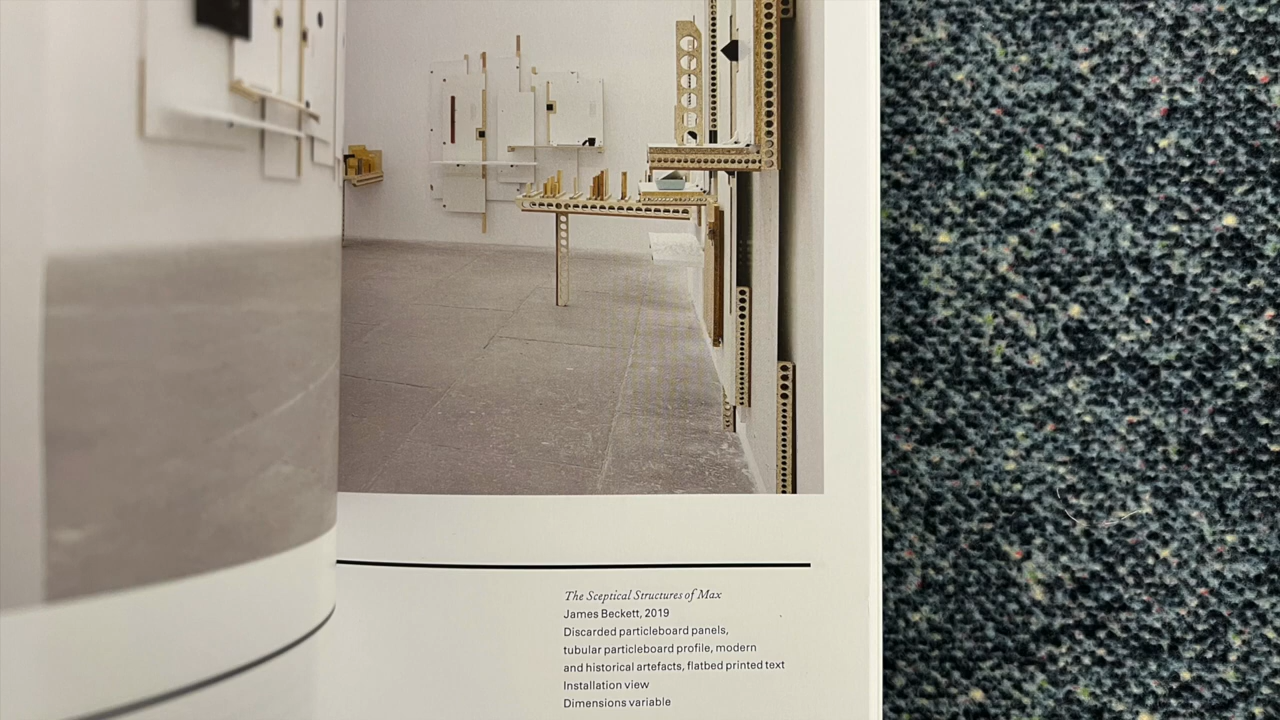 The Sceptical Structures of Max
James Beckett, 2019
Discarded particleboard panels,
tubular particleboard profile, modern
and historical artefacts, flatbed printed text
Installation view
Dimensions variable